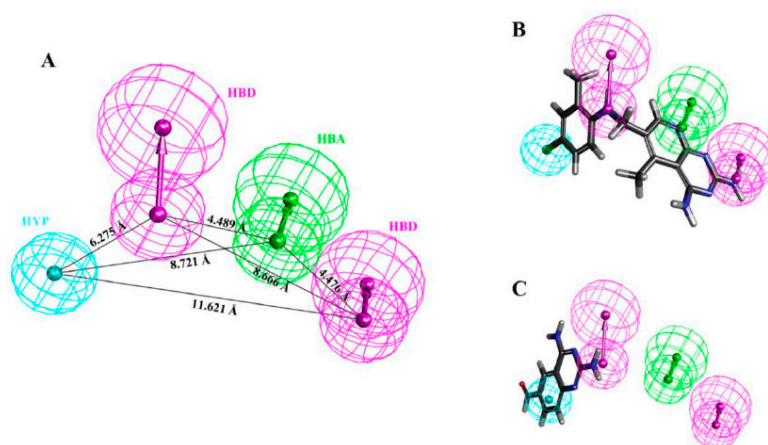 A
HBD
HBA
HYP
HBD
6.275 Å
4.489 Å
8.721 Å
8.666 Å
4.476 Å
11.621 Å
B
C